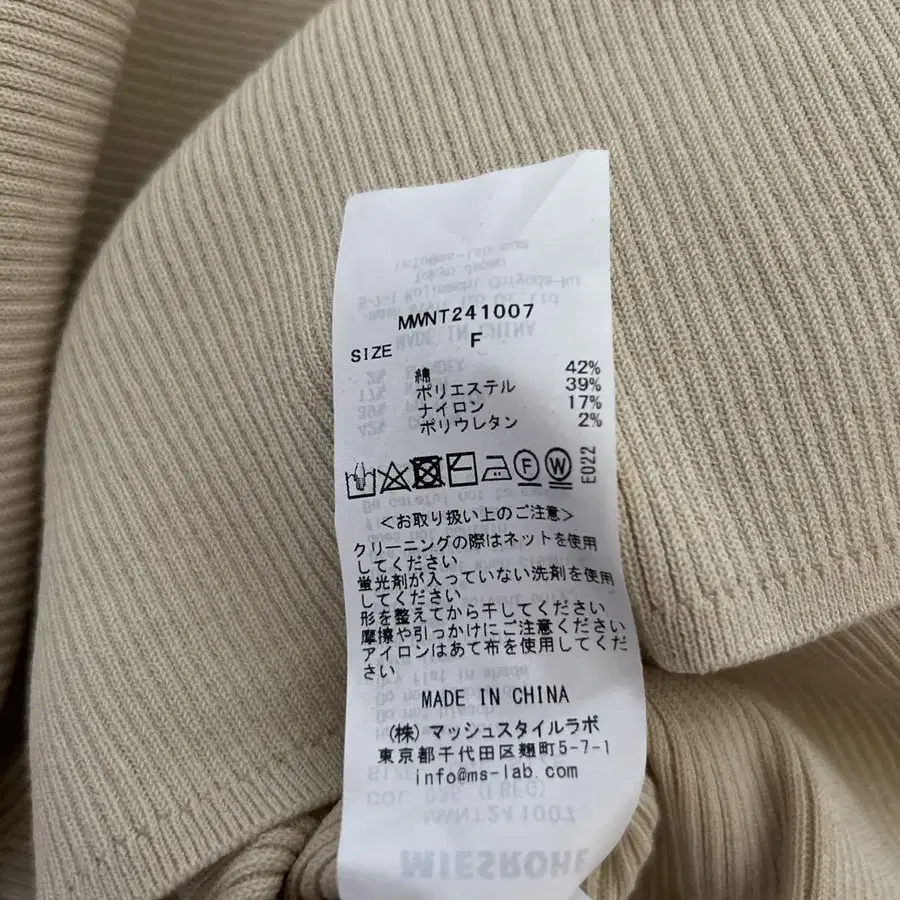 MWNT241007
SIZE F
綿 42%
ポリエステル 39%
ナイロン 17%
ポリウレタン 2%
F W E022
<お取り扱い上のご注意>
クリーニングの際はネットを使用
してください
蛍光剤が入っていない洗剤を使用
してください
形を整えてから干してください
摩擦や引っかけにご注意ください
アイロンはあて布を使用してくだ
さい
MADE IN CHINA
(株) マッシュスタイルラボ
東京都千代田区麹町5-7-1
info@ms-lab.com